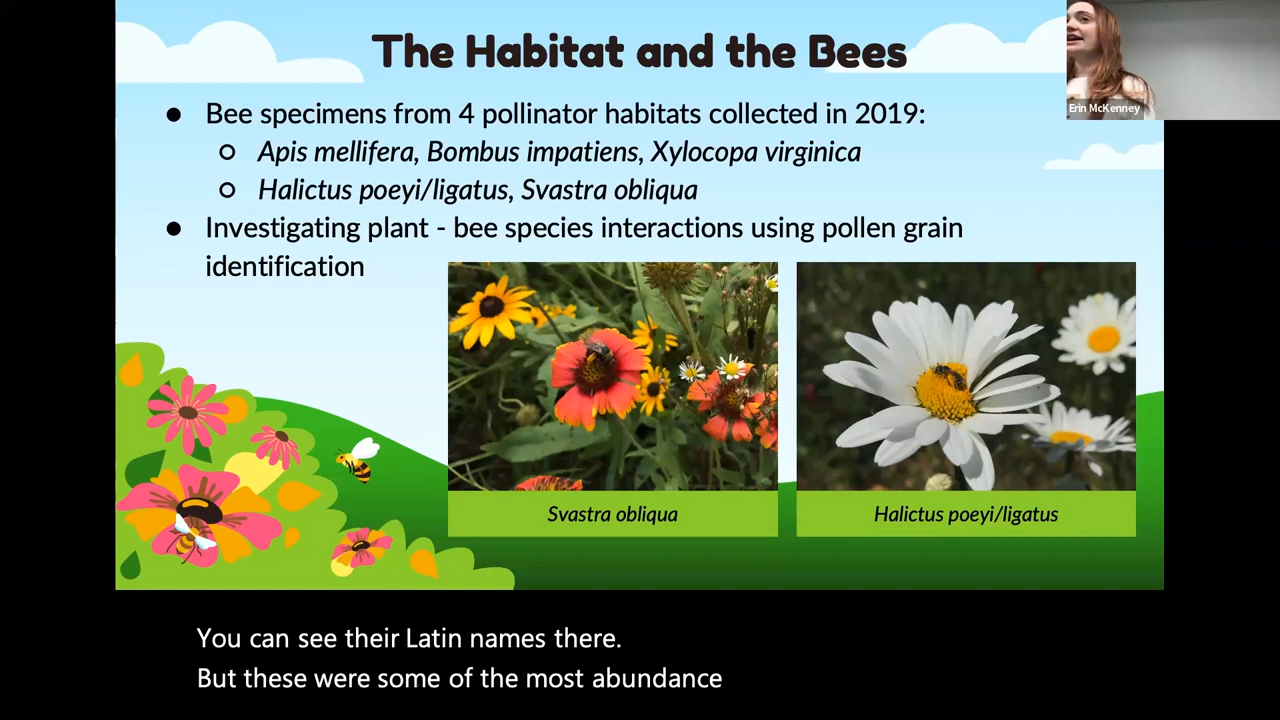 The Habitat and the Bees
Erin McKenney
● Bee specimens from 4 pollinator habitats collected in 2019:
○ Apis mellifera, Bombus impatiens, Xylocopa virginica
○ Halictus poeyi/ligatus, Svastra obliqua
● Investigating plant - bee species interactions using pollen grain
identification
Svastra obliqua
Halictus poeyi/ligatus
You can see their Latin names there.
But these were some of the most abundance